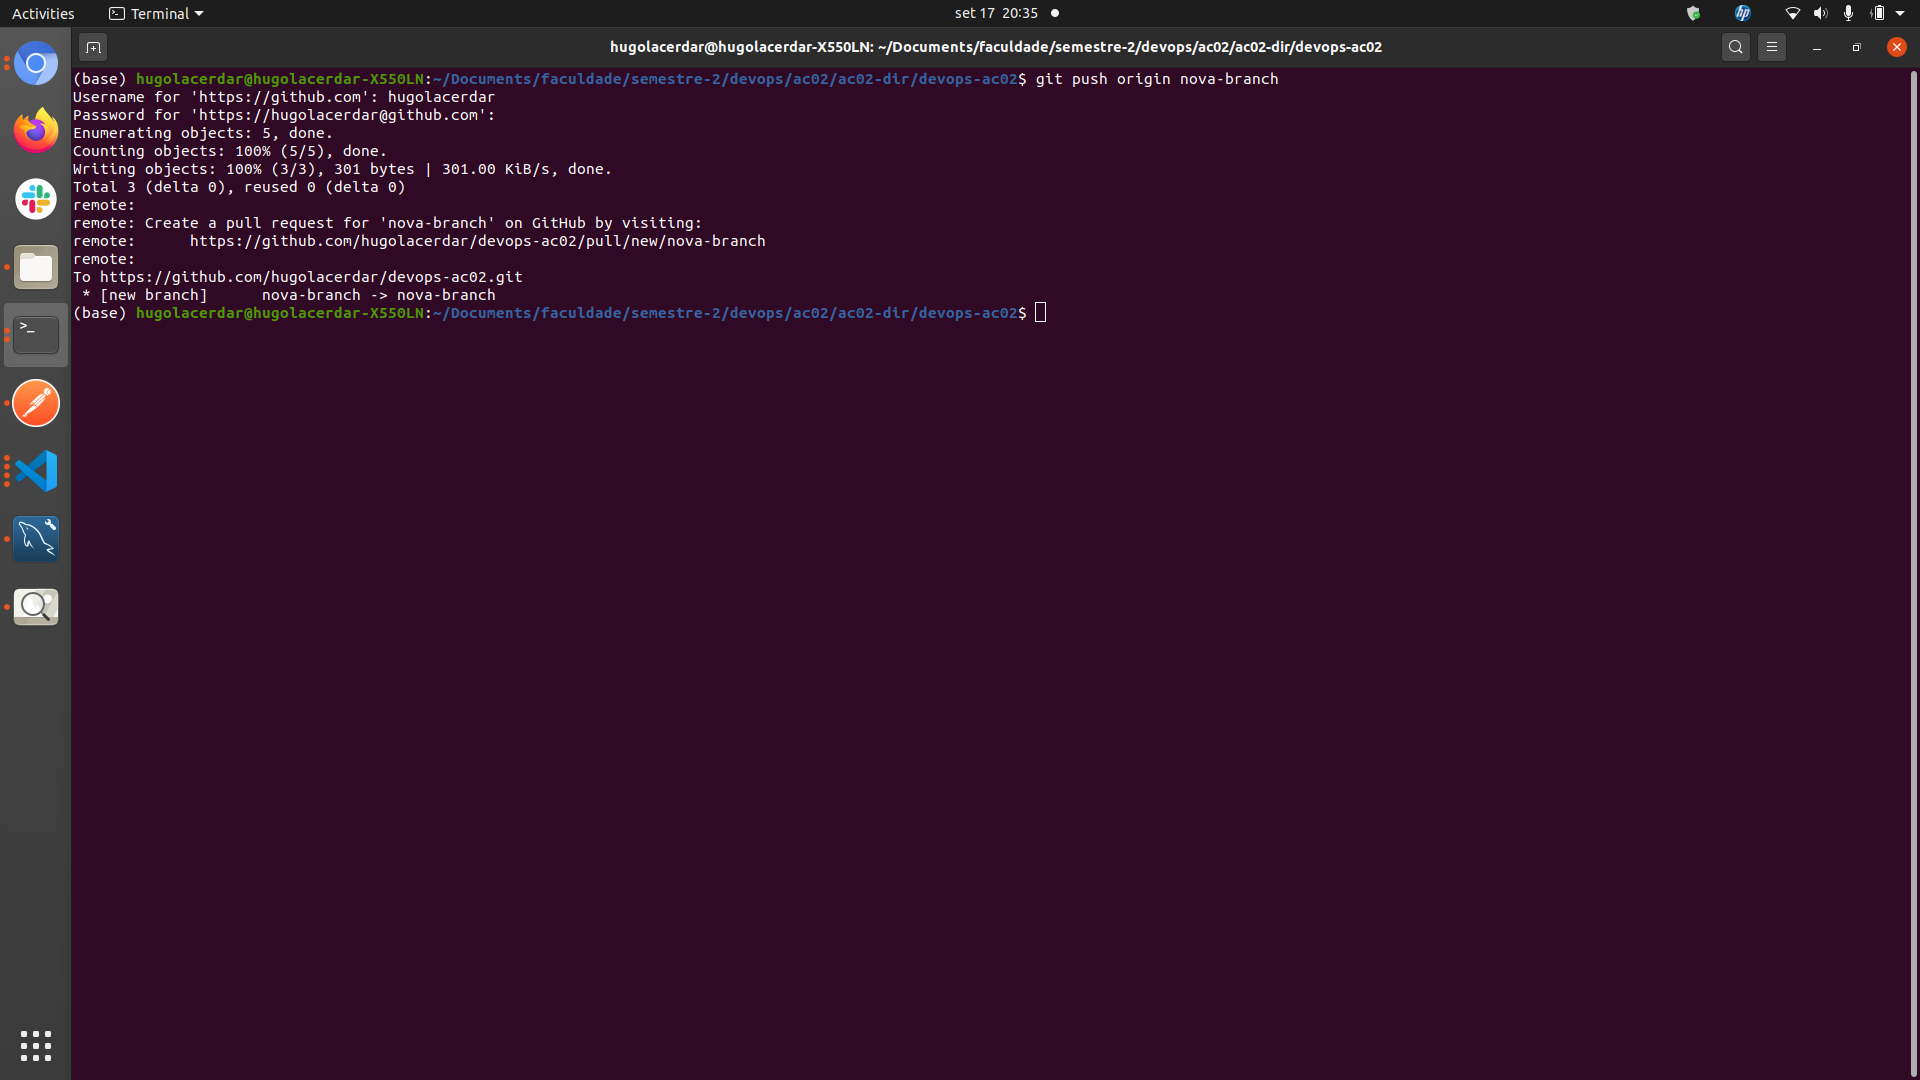 Activities
Terminal
set 17 20:35
hp
hugolacerdar@hugolacerdar-X550LN: ~/Documents/faculdade/semestre-2/devops/ac02/ac02-dir/devops-ac02
(base) hugolacerdar@hugolacerdar-X550LN:~/Documents/faculdade/semestre-2/devops/ac02/ac02-dir/devops-ac02$ git push origin nova-branch
Username for 'https://github.com': hugolacerdar
Password for 'https://hugolacerdar@github.com':
Enumerating objects: 5, done.
Counting objects: 100% (5/5), done.
Writing objects: 100% (3/3), 301 bytes | 301.00 KiB/s, done.
Total 3 (delta 0), reused 0 (delta 0)
remote:
remote: Create a pull request for 'nova-branch' on GitHub by visiting:
remote:      https://github.com/hugolacerdar/devops-ac02/pull/new/nova-branch
remote:
To https://github.com/hugolacerdar/devops-ac02.git
 * [new branch]      nova-branch -> nova-branch
(base) hugolacerdar@hugolacerdar-X550LN:~/Documents/faculdade/semestre-2/devops/ac02/ac02-dir/devops-ac02$